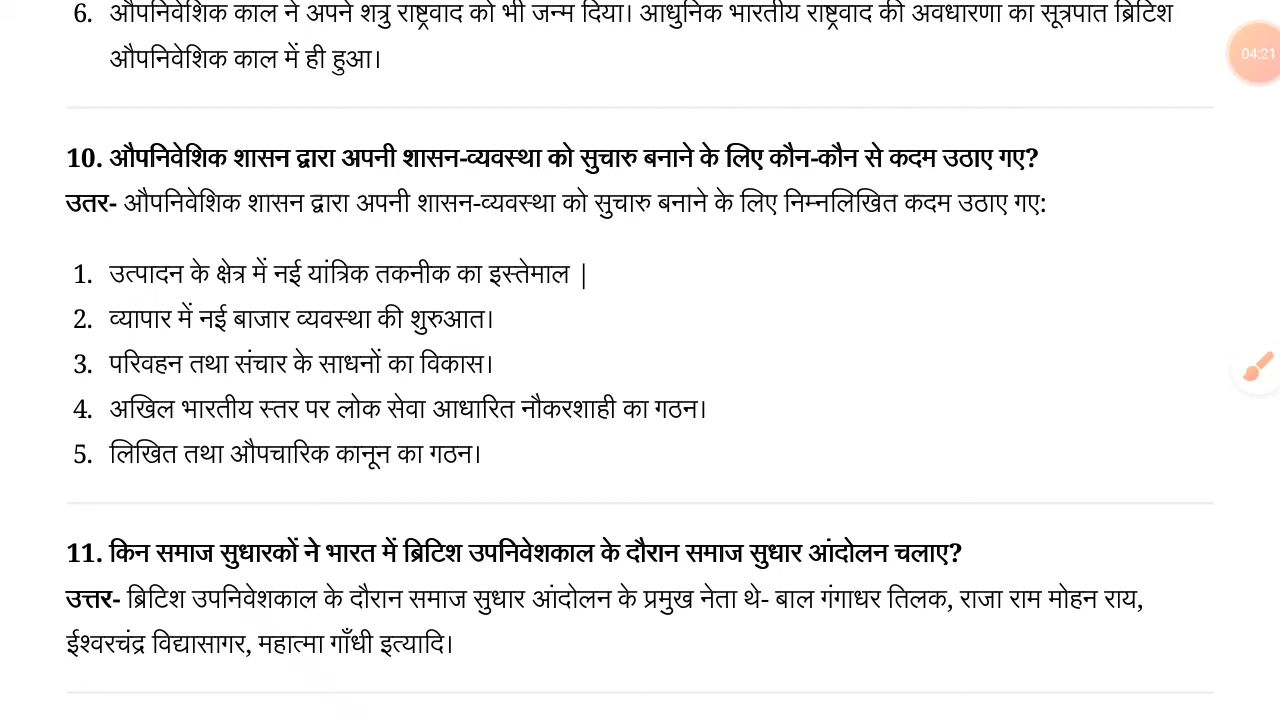 6. औपनिवेशिक काल ने अपने शत्रु राष्ट्रवाद को भी जन्म दिया। आधुनिक भारतीय राष्ट्रवाद की अवधारणा का सूत्रपात ब्रिटिश
औपनिवेशिक काल में ही हुआ।
04:21
10. औपनिवेशिक शासन द्वारा अपनी शासन-व्यवस्था को सुचारु बनाने के लिए कौन-कौन से कदम उठाए गए?
उतर- औपनिवेशिक शासन द्वारा अपनी शासन-व्यवस्था को सुचारु बनाने के लिए निम्नलिखित कदम उठाए गए:
1. उत्पादन के क्षेत्र में नई यांत्रिक तकनीक का इस्तेमाल |
2. व्यापार में नई बाजार व्यवस्था की शुरुआत।
3. परिवहन तथा संचार के साधनों का विकास।
4. अखिल भारतीय स्तर पर लोक सेवा आधारित नौकरशाही का गठन।
5. लिखित तथा औपचारिक कानून का गठन।
11. किन समाज सुधारकों ने भारत में ब्रिटिश उपनिवेशकाल के दौरान समाज सुधार आंदोलन चलाए?
उत्तर- ब्रिटिश उपनिवेशकाल के दौरान समाज सुधार आंदोलन के प्रमुख नेता थे- बाल गंगाधर तिलक, राजा राम मोहन राय,
ईश्वरचंद्र विद्यासागर, महात्मा गाँधी इत्यादि।